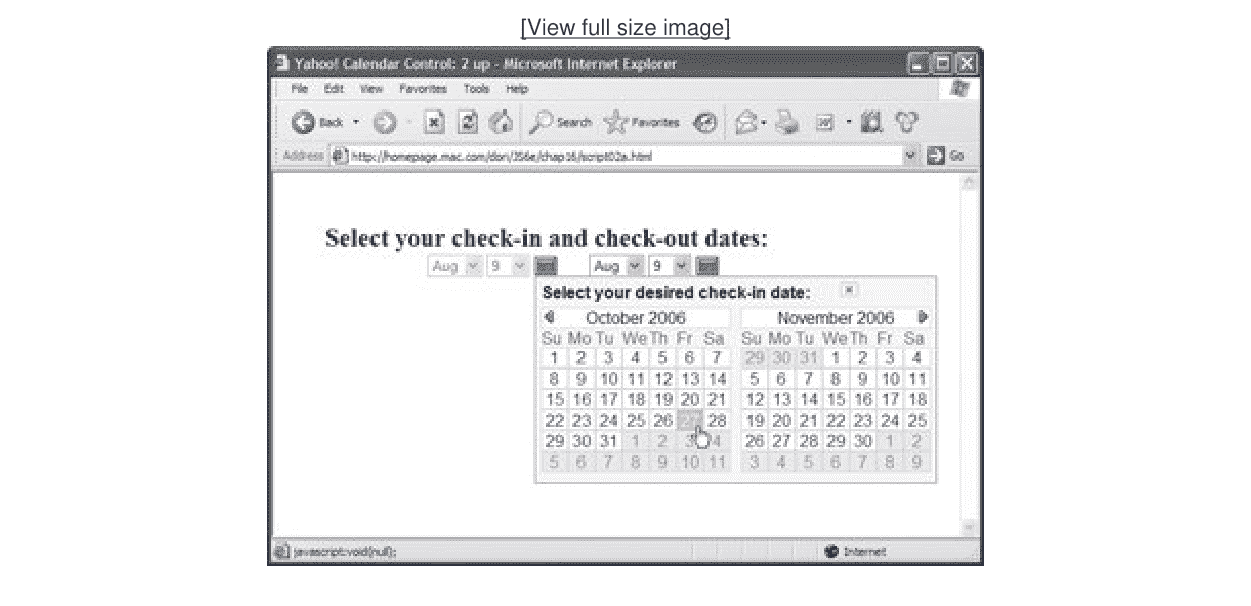 [View full size image]
Yahoo! Calendar Control: 2 up - Microsoft Internet Explorer
File Edit View Favorites Tools Help
Back Search Favorites
Address http://homepage.mac.com/dori/JS6e/chap16/script02a.html Go
Select your check-in and check-out dates:
Aug 9 Aug 9
Select your desired check-in date:
October 2006 November 2006
Su Mo Tu We Th Fr Sa Su Mo Tu We Th Fr Sa
1 2 3 4 5 6 7 29 30 31 1 2 3 4
8 9 10 11 12 13 14 5 6 7 8 9 10 11
15 16 17 18 19 20 21 12 13 14 15 16 17 18
22 23 24 25 26 27 28 19 20 21 22 23 24 25
29 30 31 1 2 3 4 26 27 28 29 30 1 2
5 6 7 8 9 10 11 3 4 5 6 7 8 9
javascript:void(null);
Internet